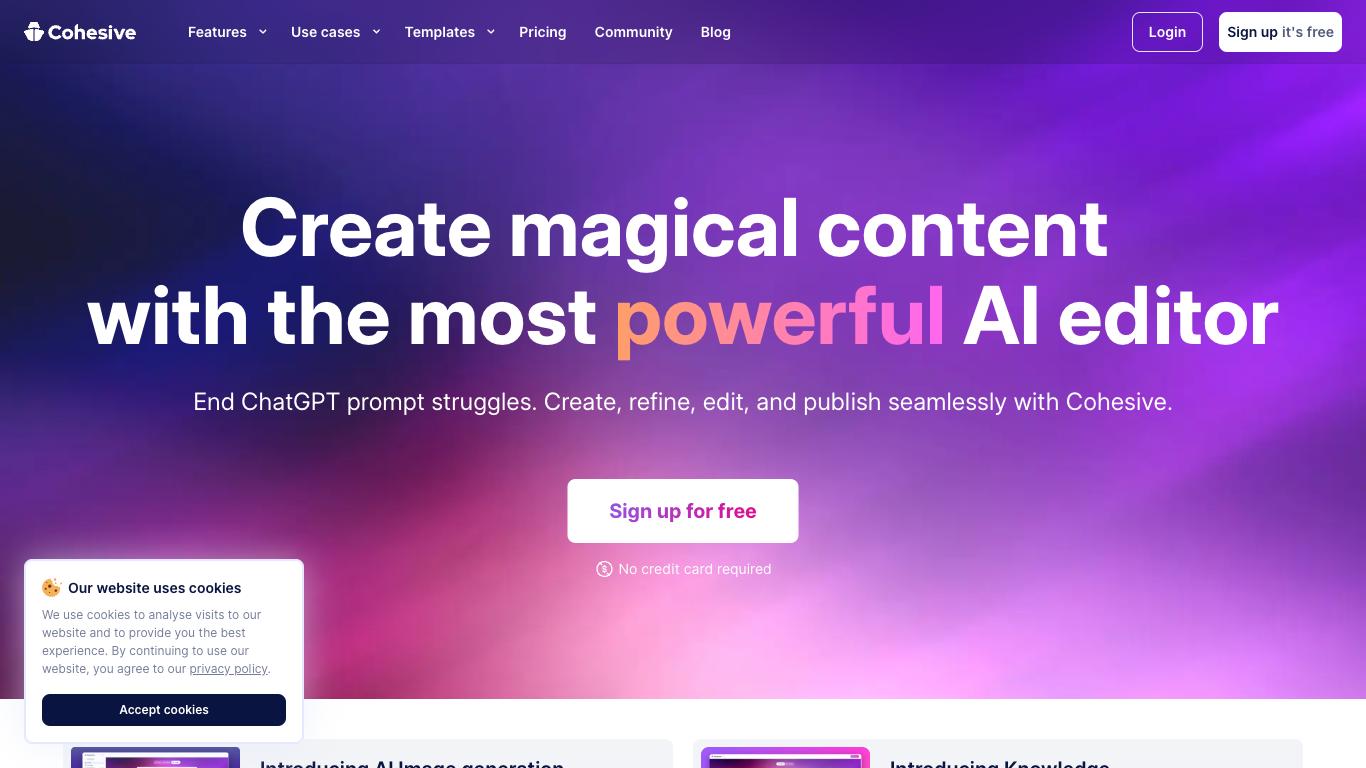 Cohesive
Features
Use cases
Templates
Pricing
Community
Blog
Login
Sign up it's free
Create magical content
with the most powerful AI editor
End ChatGPT prompt struggles. Create, refine, edit, and publish seamlessly with Cohesive.
Sign up for free
No credit card required
Our website uses cookies
We use cookies to analyse visits to our
website and to provide you the best
experience. By continuing to use our
website, you agree to our privacy policy.
Accept cookies
Introducing AI Image generation
Introducing Knowledge